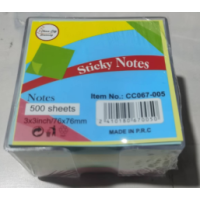 Sticky Notes
Notes
500 sheets
Item No.: CC067-005
3x3inch/76x76mm
MADE IN P.R.C